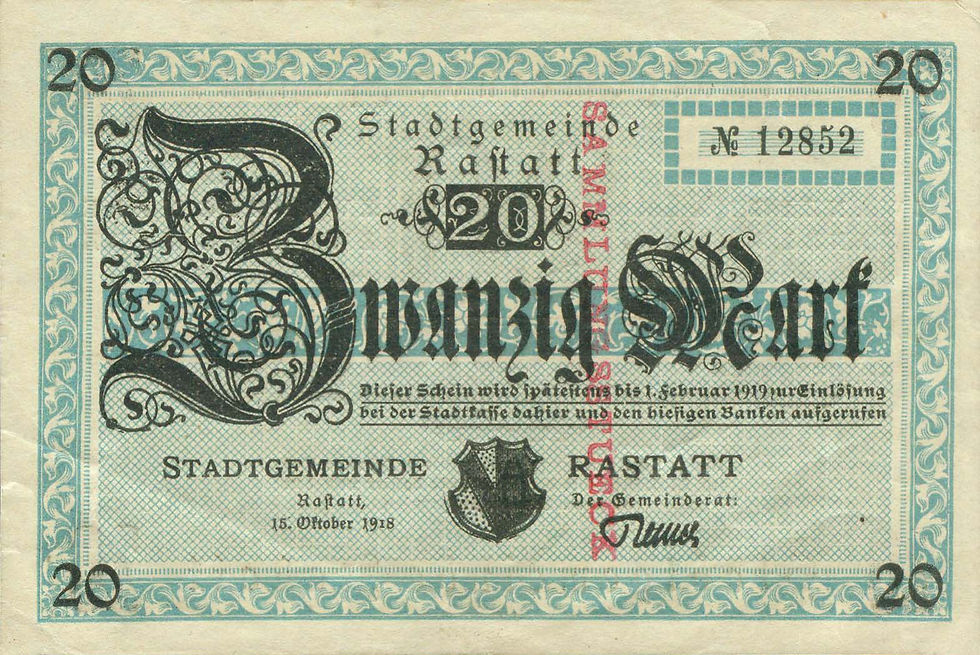 20 20
Stadtgemeinde
Rastatt
№ 12852
20
Zwanzig Mark
Dieser Schein wird spätestens bis 1. Februar 1919 zur Einlösung
bei der Stadtkasse dahier und den hiesigen Banken aufgerufen
STADTGEMEINDE RASTATT
Rastatt, Der Gemeinderat:
15. Oktober 1918
20 20
SAMMLUNGSSTUECK